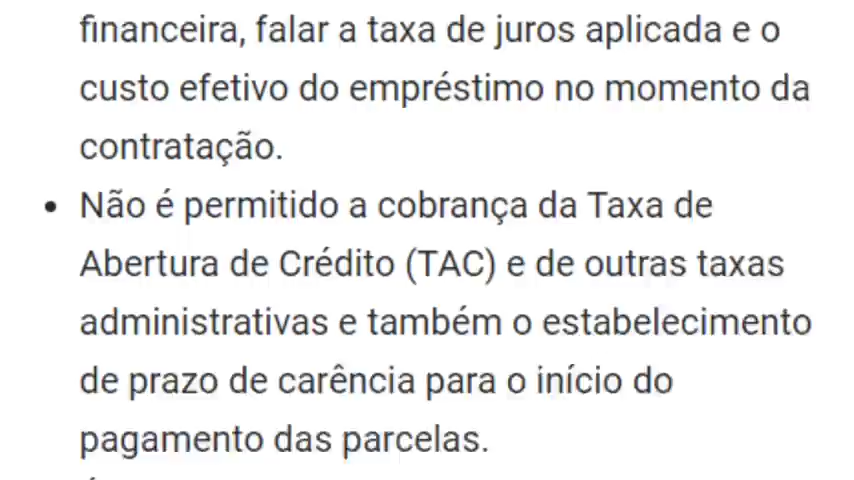 financeira, falar a taxa de juros aplicada e o
custo efetivo do empréstimo no momento da
contratação.
• Não é permitido a cobrança da Taxa de
Abertura de Crédito (TAC) e de outras taxas
administrativas e também o estabelecimento
de prazo de carência para o início do
pagamento das parcelas.